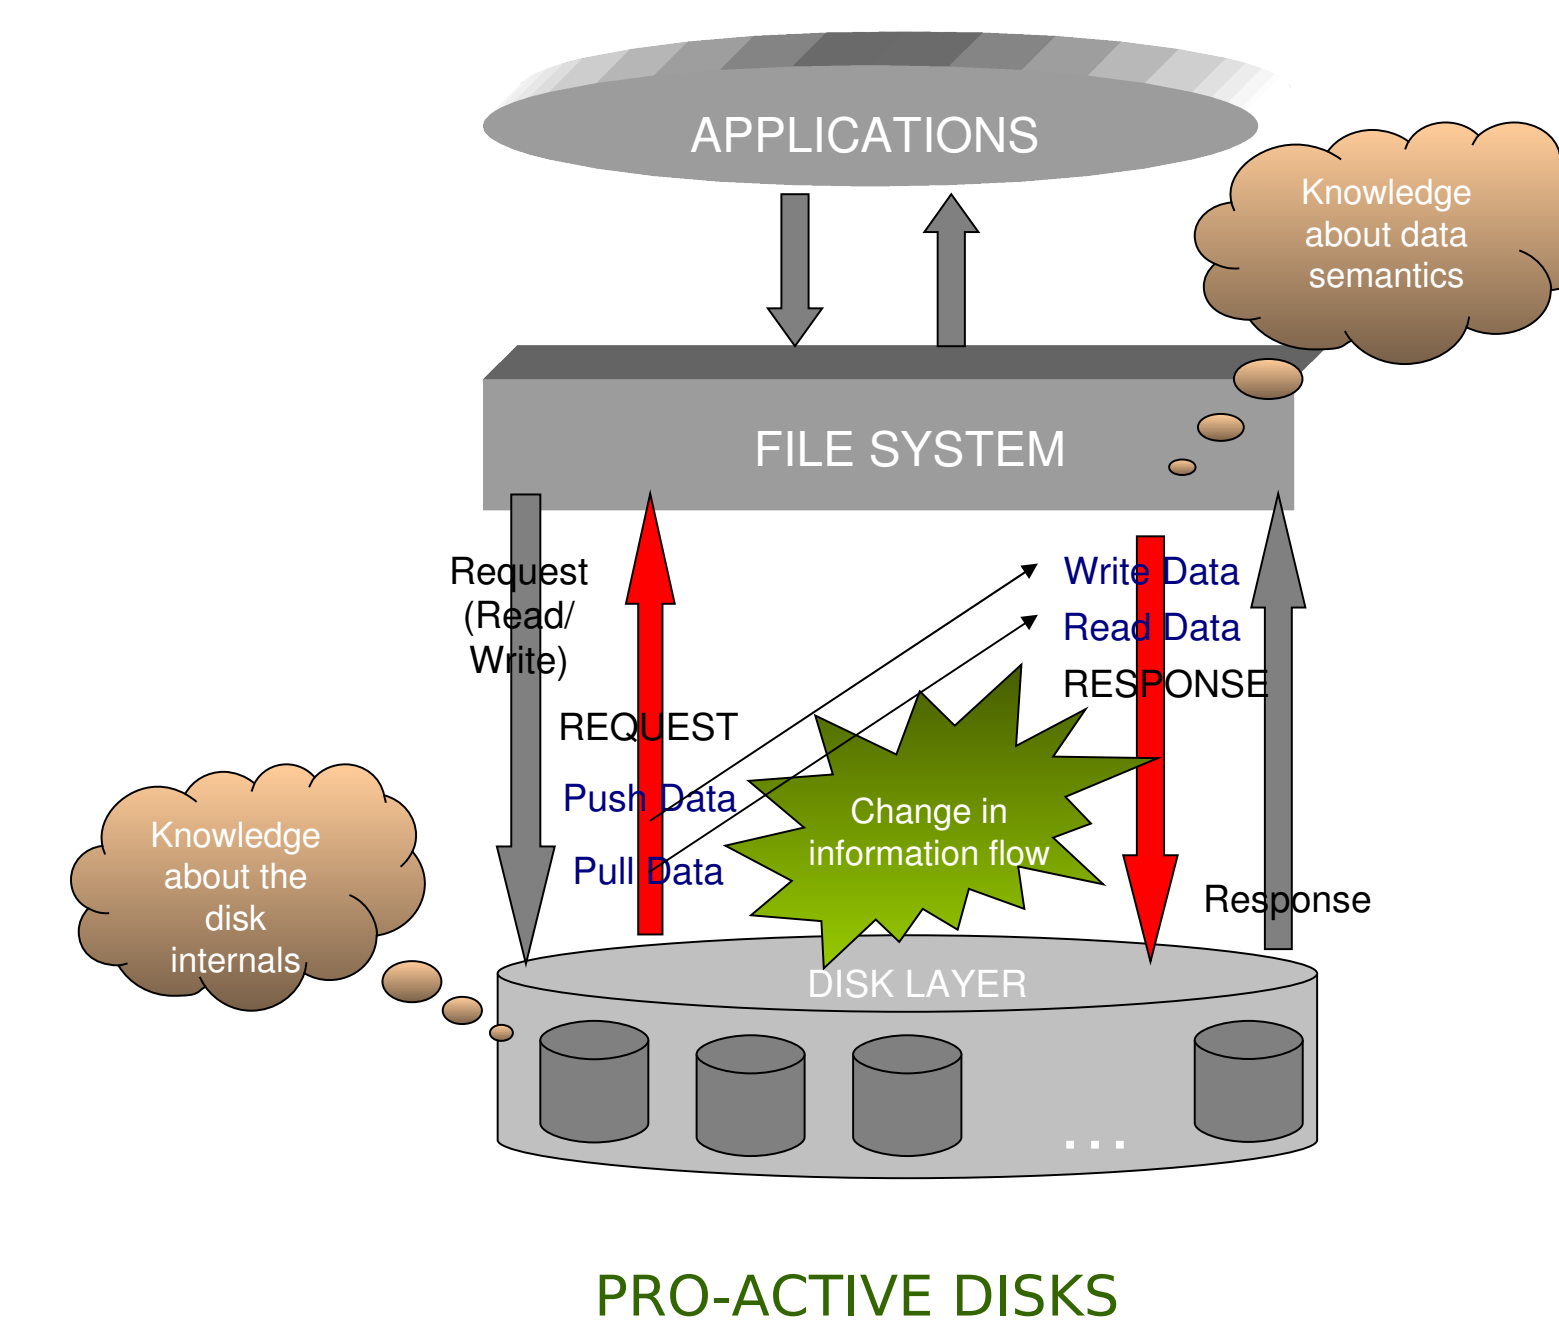 APPLICATIONS
Knowledge
about data
semantics
FILE SYSTEM
Request
(Read/
Write)
Write Data
Read Data
RESPONSE
REQUEST
Push Data
Pull Data
Change in
information flow
Knowledge
about the
disk
internals
Response
DISK LAYER
...
PRO-ACTIVE DISKS